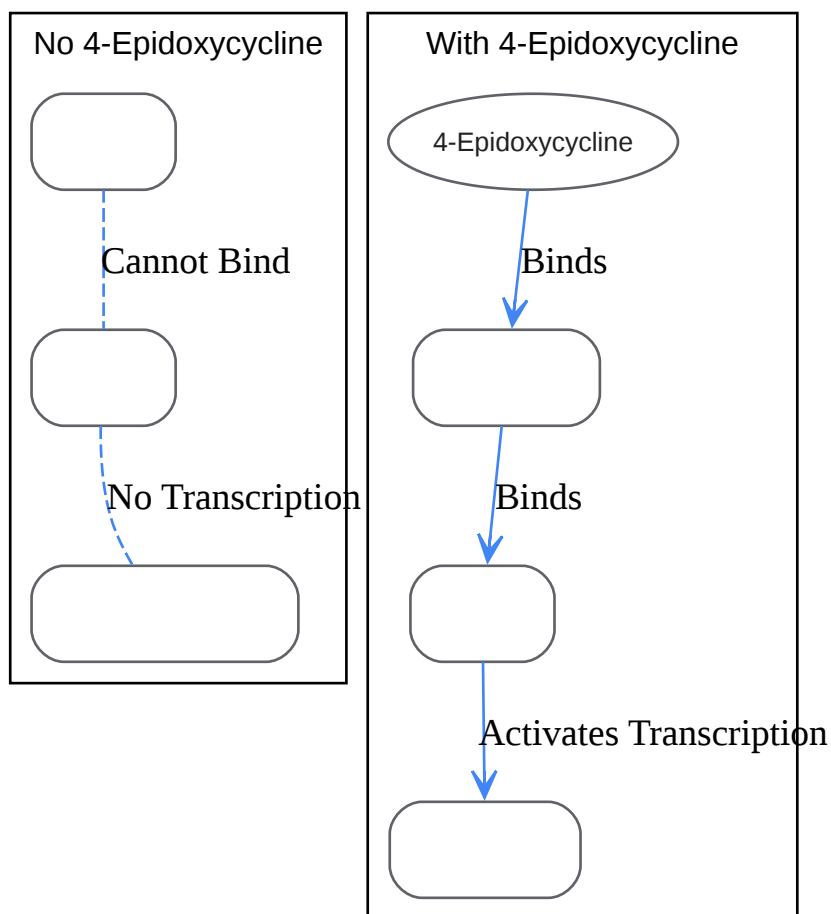 No 4-Epidoxycycline
Cannot Bind
No Transcription
With 4-Epidoxycycline
4-Epidoxycycline
Binds
Binds
Activates Transcription